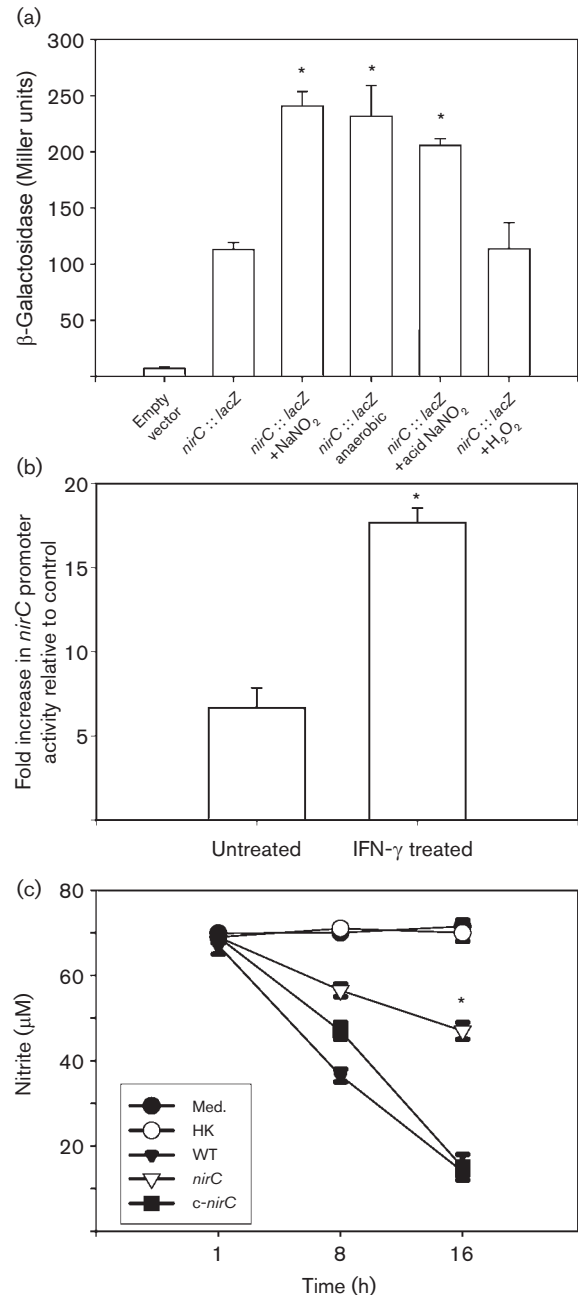 (a)
β-Galactosidase (Miller units)
300
250
200
150
100
50
*
*
*
Empty
vector
nirC :: lacZ
nirC :: lacZ
+NaNO₂
nirC :: lacZ
anaerobic
nirC :: lacZ
+acid NaNO₂
nirC :: lacZ
+H₂O₂
(b)
Fold increase in nirC promoter
activity relative to control
20
15
10
5
*
Untreated
IFN-γ treated
(c)
Nitrite (μM)
80
60
40
20
*
Med.
HK
WT
nirC
c-nirC
1
8
16
Time (h)